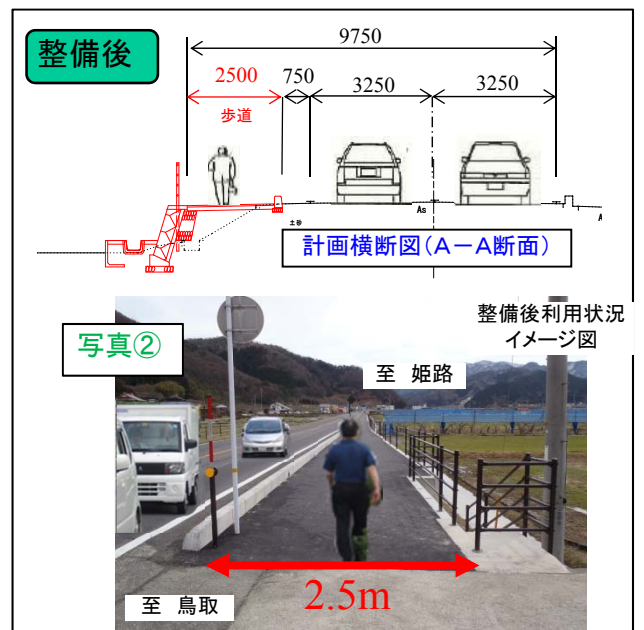 整備後
9750
2500
750
3250
3250
歩道
As
土砂
A
計画横断図(A－A断面)
写真②
整備後利用状況
イメージ図
至 姫路
至 鳥取
2.5m